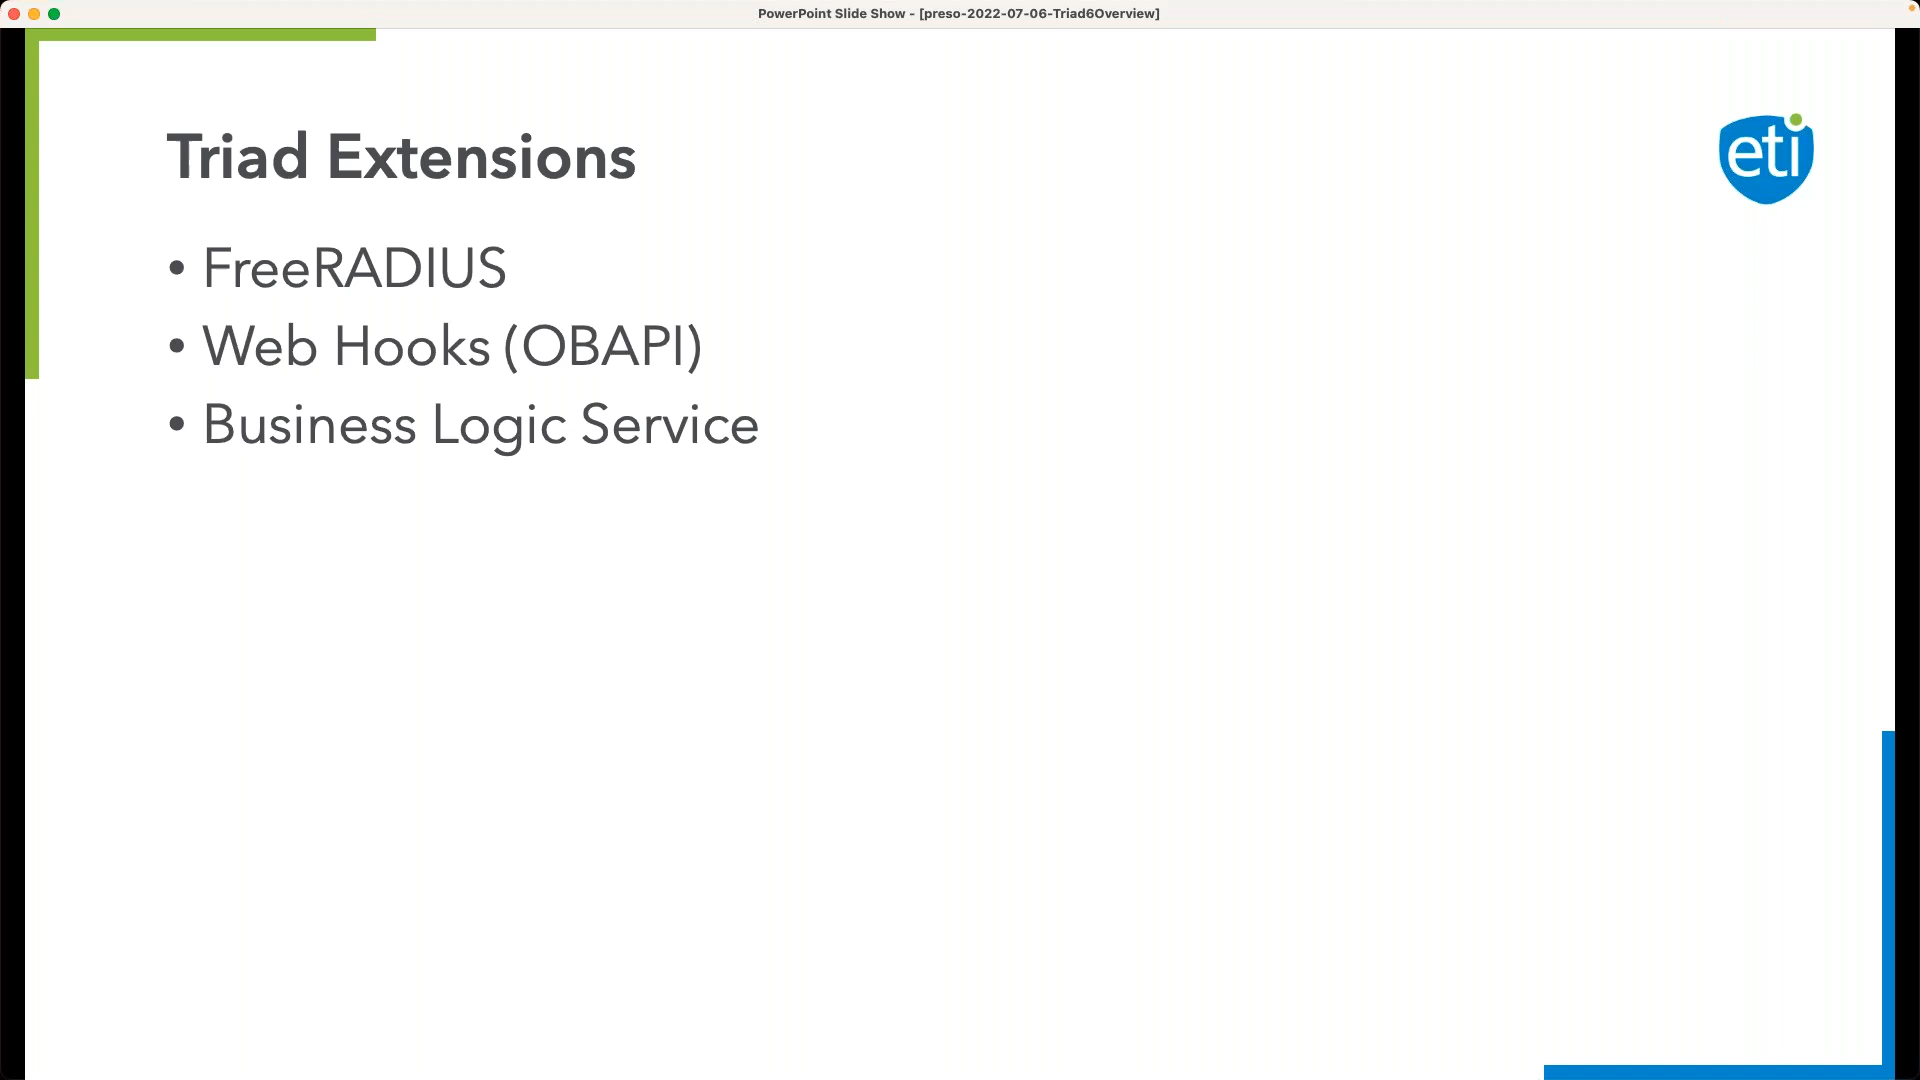 PowerPoint Slide Show - [preso-2022-07-06-Triad6Overview]
Triad Extensions
eti
• FreeRADIUS
• Web Hooks (OBAPI)
• Business Logic Service